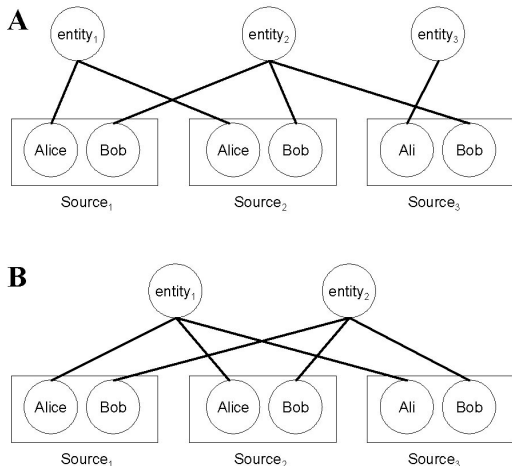 A
entity₁ entity₂ entity₃
Alice Bob Alice Bob Ali Bob
Source₁ Source₂ Source₃
B
entity₁ entity₂
Alice Bob Alice Bob Ali Bob
Source₁ Source₂ Source₃